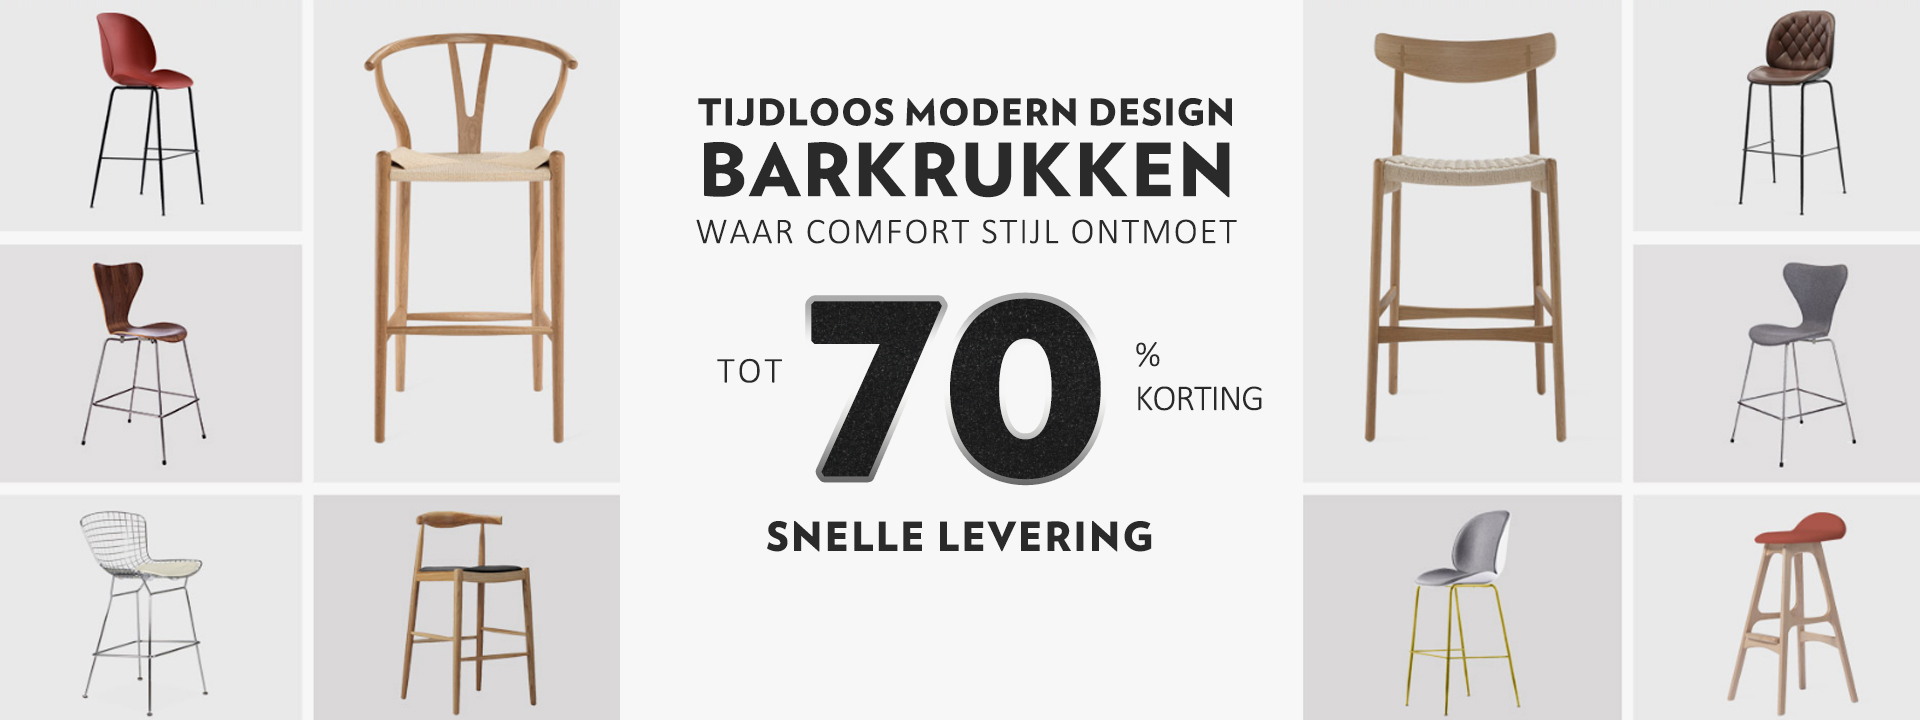 TIJDLOOS MODERN DESIGN
BARKRUKKEN
WAAR COMFORT STIJL ONTMOET
TOT 70 %
KORTING
SNELLE LEVERING